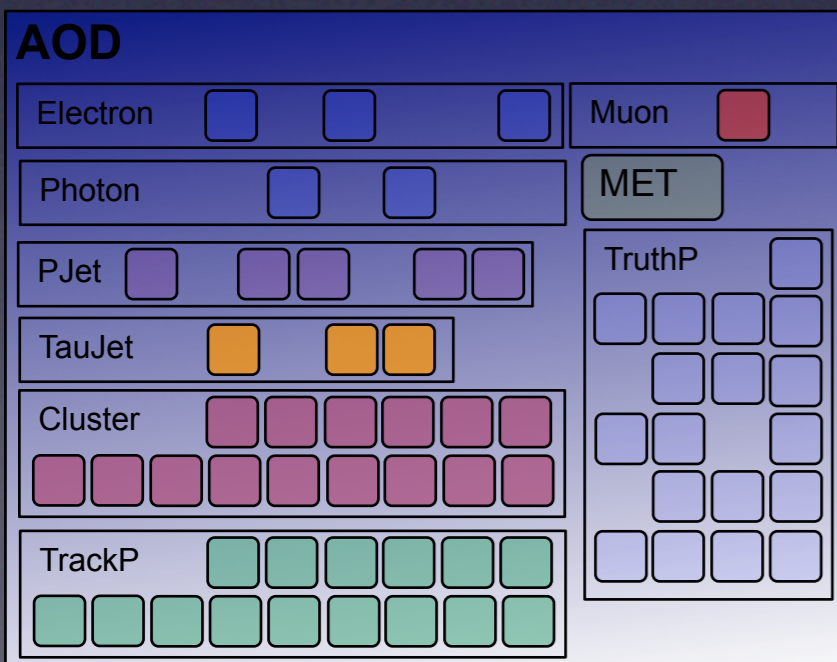 AOD
Electron
Muon
Photon
MET
PJet
TruthP
TauJet
Cluster
TrackP